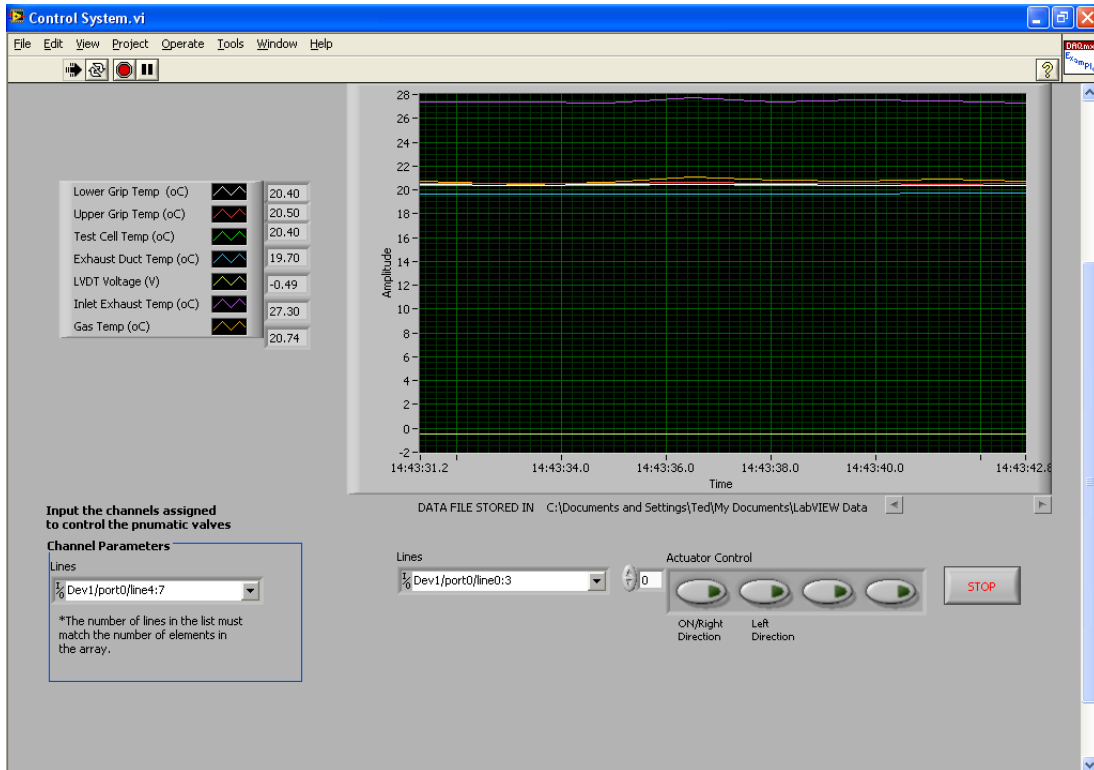 Control System.vi
File Edit View Project Operate Tools Window Help
DAQmx
Example
?
Lower Grip Temp (oC) 20.40
Upper Grip Temp (oC) 20.50
Test Cell Temp (oC) 20.40
Exhaust Duct Temp (oC) 19.70
LVDT Voltage (V) -0.49
Inlet Exhaust Temp (oC) 27.30
Gas Temp (oC) 20.74
Amplitude
28
26
24
22
20
18
16
14
12
10
8
6
4
2
0
-2
14:43:31.2 14:43:34.0 14:43:36.0 14:43:38.0 14:43:40.0 14:43:42.8
Time
DATA FILE STORED IN C:\Documents and Settings\Ted\My Documents\LabVIEW Data
Input the channels assigned
to control the pnumatic valves
Channel Parameters
Lines
I/O Dev1/port0/line4:7
*The number of lines in the list must
match the number of elements in
the array.
Lines
I/O Dev1/port0/line0:3
0
Actuator Control
ON/Right
Direction
Left
Direction
STOP